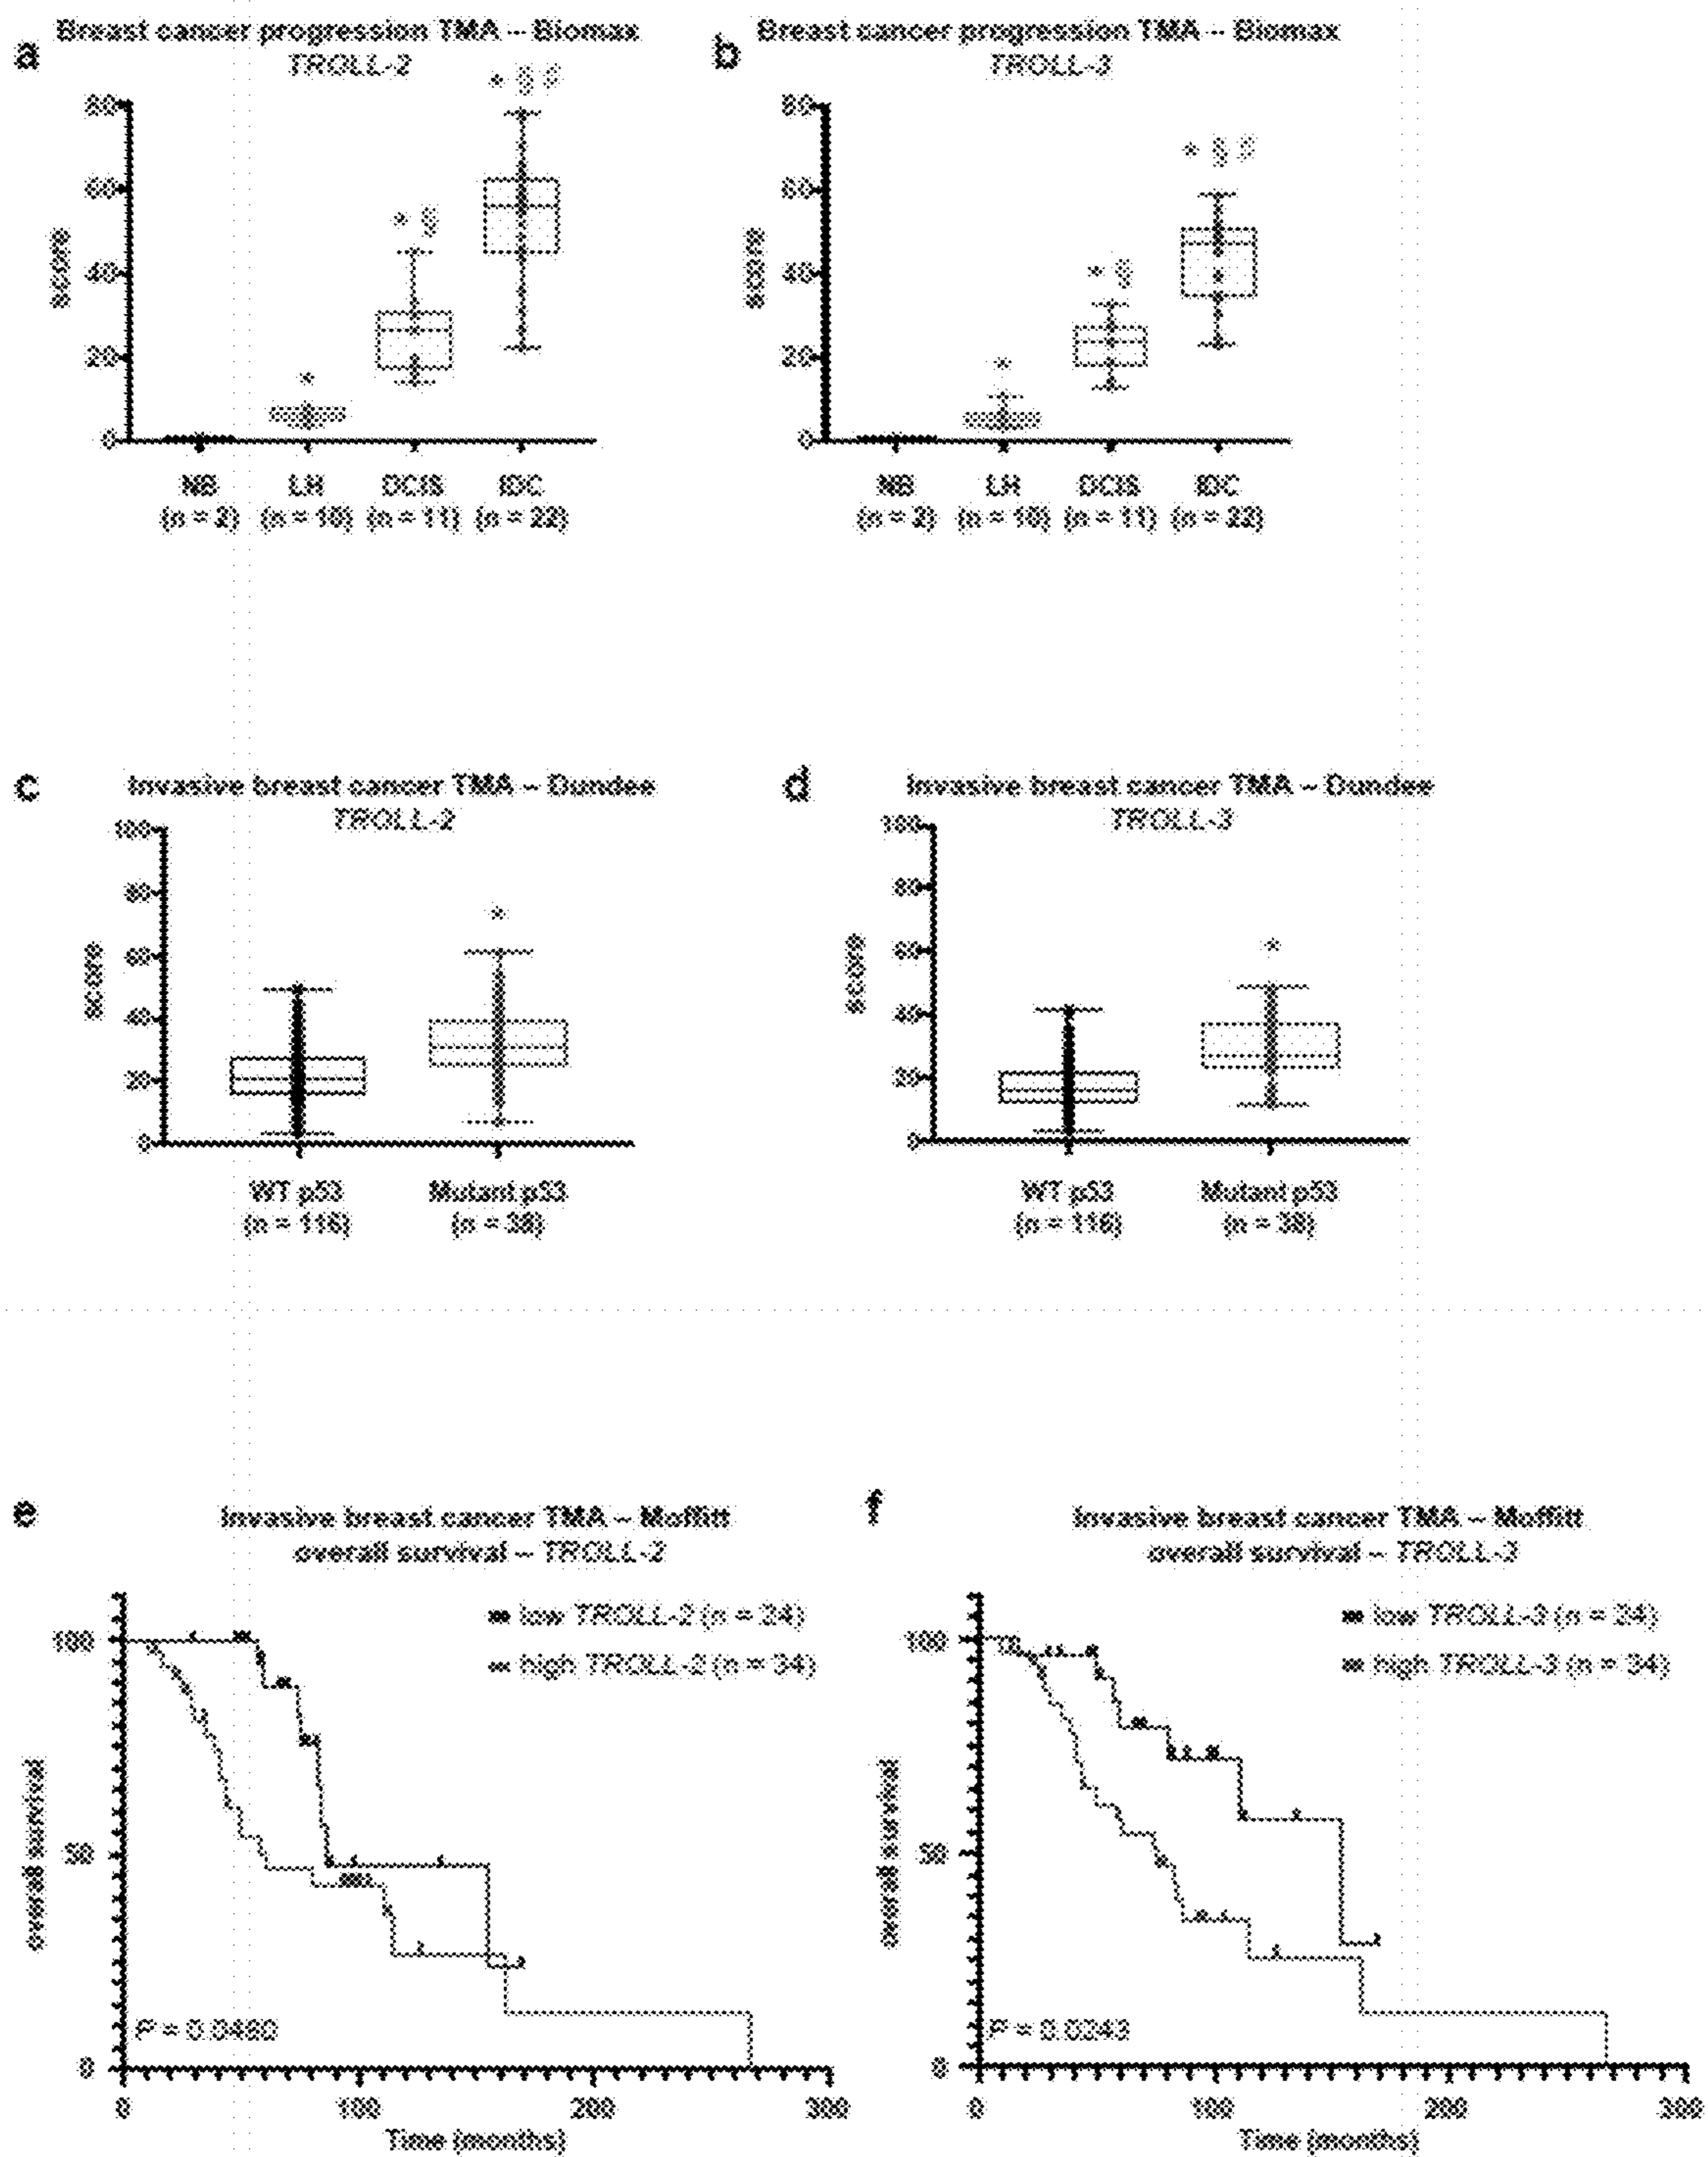 a
Breast cancer progression TMA – Biomax
TROLL-2
* § #
* §
*
80
60
40
20
0
score
NB LH DCIS IDC
(n = 2) (n = 10) (n = 11) (n = 22)
b
Breast cancer progression TMA – Biomax
TROLL-3
* § #
* §
*
80
60
40
20
0
score
NB LH DCIS IDC
(n = 2) (n = 10) (n = 11) (n = 22)
c
Invasive breast cancer TMA – Dundee
TROLL-2
*
100
80
60
40
20
0
score
WT p53 Mutant p53
(n = 116) (n = 38)
d
Invasive breast cancer TMA – Dundee
TROLL-3
*
100
80
60
40
20
0
score
WT p53 Mutant p53
(n = 116) (n = 38)
e
Invasive breast cancer TMA – Moffitt
overall survival – TROLL-2
low TROLL-2 (n = 24)
high TROLL-2 (n = 34)
100
50
0
overall survival
P = 0.0480
0 100 200 300
Time (months)
f
Invasive breast cancer TMA – Moffitt
overall survival – TROLL-3
low TROLL-3 (n = 24)
high TROLL-3 (n = 34)
100
50
0
overall survival
P = 0.0243
0 100 200 300
Time (months)